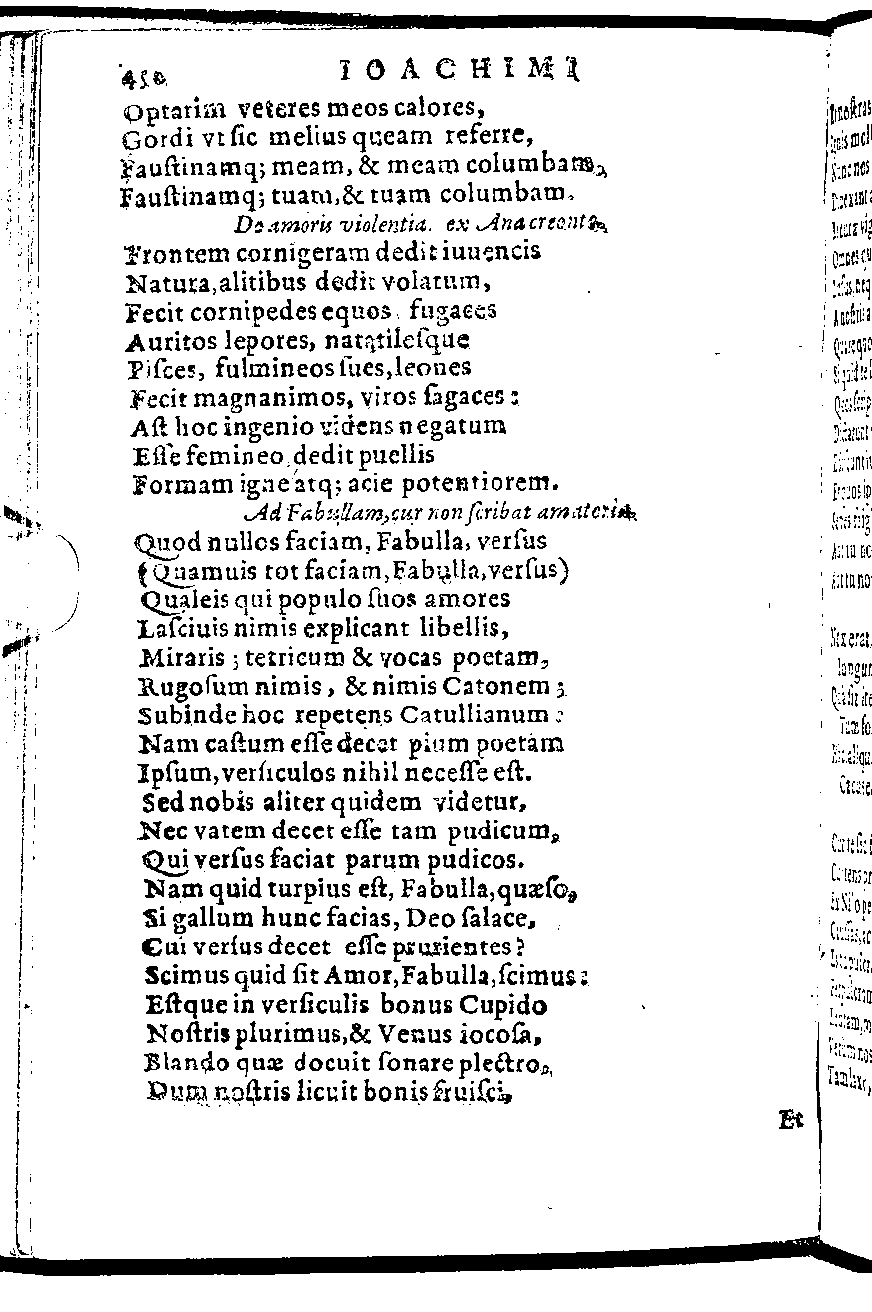 450 IOACHIMI
Optarim veteres meos calores,
Gordi vt ſic melius queam referre,
Fauſtinamq; meam, & meam columbam,
Fauſtinamq; tuam, & tuam columbam.
De amoris violentia. ex Anacreonte.
Frontem cornigeram dedit iuuencis
Natura, alitibus dedit volatum,
Fecit cornipedes equos, fugaces
Auritos lepores, natatileſque
Piſces, fulmineos ſues, leones
Fecit magnanimos, viros ſagaces:
Aſt hoc ingenio videns negatum
Eſſe femineo, dedit puellis
Formam igne atq; acie potentiorem.
Ad Fabullam, cur non ſcribat amatoria.
Quod nullos faciam, Fabulla, verſus
(Quamuis tot faciam, Fabulla, verſus)
Qualeis qui populo ſuos amores
Laſciuis nimis explicant libellis,
Miraris; tetricum & vocas poetam,
Rugoſum nimis, & nimis Catonem;
Subinde hoc repetens Catullianum:
Nam caſtum eſſe decet pium poetam
Ipſum, verſiculos nihil neceſſe eſt.
Sed nobis aliter quidem videtur,
Nec vatem decet eſſe tam pudicum,
Qui verſus faciat parum pudicos.
Nam quid turpius eſt, Fabulla, quæſo,
Si gallum hunc facias, Deo ſalace,
Cui verſus decet eſſe prurientes?
Scimus quid ſit Amor, Fabulla, ſcimus:
Eſtque in verſiculis bonus Cupido
Noſtris plurimus, & Venus iocoſa,
Blando quæ docuit ſonare plectro,
Dum noſtris licuit bonis fruiſci,
Et